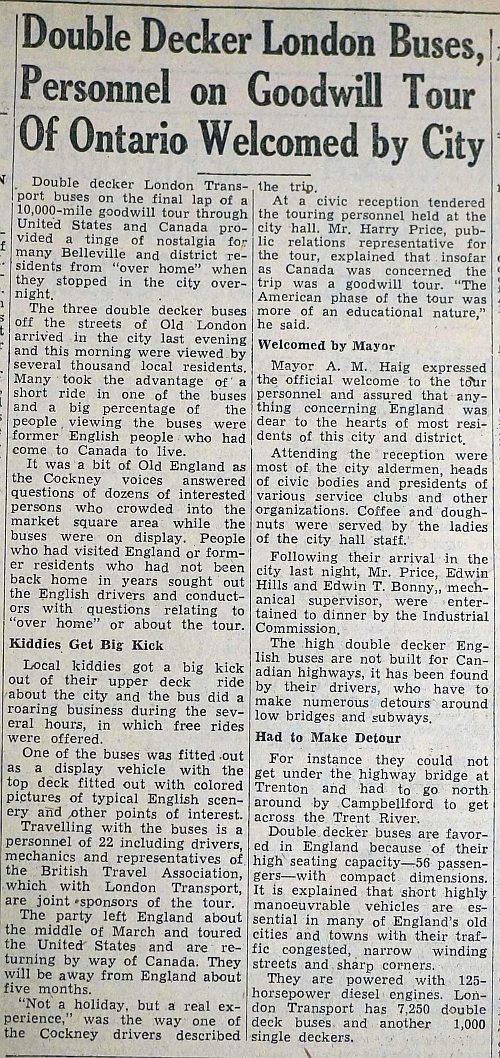 Double Decker London Buses,
Personnel on Goodwill Tour
Of Ontario Welcomed by City
Double decker London Trans-
port buses on the final lap of a
10,000-mile goodwill tour through
United States and Canada pro-
vided a tinge of nostalgia for
many Belleville and district re-
sidents from "over home" when
they stopped in the city over-
night.
The three double decker buses
off the streets of Old London
arrived in the city last evening
and this morning were viewed by
several thousand local residents.
Many took the advantage of a
short ride in one of the buses
and a big percentage of the
people viewing the buses were
former English people who had
come to Canada to live.
It was a bit of Old England as
the Cockney voices answered
questions of dozens of interested
persons who crowded into the
market square area while the
buses were on display. People
who had visited England or form-
er residents who had not been
back home in years sought out
the English drivers and conduct-
ors with questions relating to
"over home" or about the tour.
Kiddies Get Big Kick
Local kiddies got a big kick
out of their upper deck ride
about the city and the bus did a
roaring business during the sev-
eral hours, in which free rides
were offered.
One of the buses was fitted out
as a display vehicle with the
top deck fitted out with colored
pictures of typical English scen-
ery and other points of interest.
Travelling with the buses is a
personnel of 22 including drivers,
mechanics and representatives of
the British Travel Association,
which with London Transport,
are joint sponsors of the tour.
The party left England about
the middle of March and toured
the United States and are re-
turning by way of Canada. They
will be away from England about
five months.
"Not a holiday, but a real ex-
perience," was the way one of
the Cockney drivers described
the trip.
At a civic reception tendered
the touring personnel held at the
city hall. Mr. Harry Price, pub-
lic relations representative for
the tour, explained that insofar
as Canada was concerned the
trip was a goodwill tour. "The
American phase of the tour was
more of an educational nature,"
he said.
Welcomed by Mayor
Mayor A. M. Haig expressed
the official welcome to the tour
personnel and assured that any-
thing concerning England was
dear to the hearts of most resi-
dents of this city and district.
Attending the reception were
most of the city aldermen, heads
of civic bodies and presidents of
various service clubs and other
organizations. Coffee and dough-
nuts were served by the ladies
of the city hall staff.
Following their arrival in the
city last night, Mr. Price, Edwin
Hills and Edwin T. Bonny,, mech-
anical supervisor, were enter-
tained to dinner by the Industrial
Commission.
The high double decker Eng-
lish buses are not built for Can-
adian highways, it has been found
by their drivers, who have to
make numerous detours around
low bridges and subways.
Had to Make Detour
For instance they could not
get under the highway bridge at
Trenton and had to go north
around by Campbellford to get
across the Trent River.
Double decker buses are favor-
ed in England because of their
high seating capacity—56 passen-
gers—with compact dimensions.
It is explained that short highly
manoeuvrable vehicles are es-
sential in many of England's old
cities and towns with their traf-
fic congested, narrow winding
streets and sharp corners.
They are powered with 125-
horsepower diesel engines. Lon-
don Transport has 7,250 double
deck buses and another 1,000
single deckers.